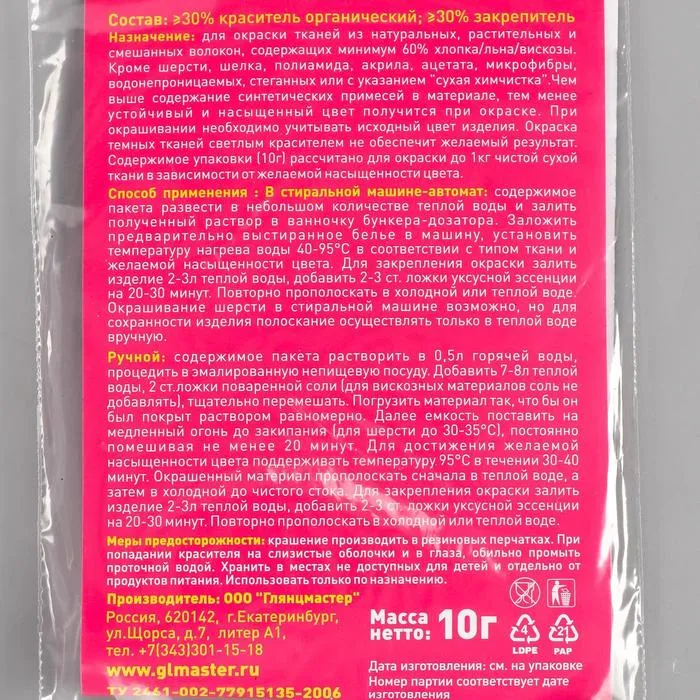 Состав: ≥30% краситель органический; ≥30% закрепитель
Назначение: для окраски тканей из натуральных, растительных и
смешанных волокон, содержащих минимум 60% хлопка/льна/вискозы.
Кроме шерсти, шелка, полиамида, акрила, ацетата, микрофибры,
водонепроницаемых, стеганых или с указанием "сухая химчистка".Чем
выше содержание синтетических примесей в материале, тем менее
устойчивый и насыщенный цвет получится при окраске. При
окрашивании необходимо учитывать исходный цвет изделия. Окраска
темных тканей светлым красителем не обеспечит желаемый результат.
Содержимое упаковки (10г) рассчитано для окраски до 1кг чистой сухой
ткани в зависимости от желаемой насыщенности цвета.
Способ применения : В стиральной машине-автомат: содержимое
пакета развести в небольшом количестве теплой воды и залить
полученный раствор в ванночку бункера-дозатора. Заложить
предварительно выстиранное белье в машину, установить
температуру нагрева воды 40-95°С в соответствии с типом ткани и
желаемой насыщенности цвета. Для закрепления окраски залить
изделие 2-3л теплой воды, добавить 2-3 ст. ложки уксусной эссенции
на 20-30 минут. Повторно прополоскать в холодной или теплой воде.
Окрашивание шерсти в стиральной машине возможно, но для
сохранности изделия полоскание осуществлять только в теплой воде
вручную.
Ручной: содержимое пакета растворить в 0,5л горячей воды,
процедить в эмалированную непищевую посуду. Добавить 7-8л теплой
воды, 2 ст.ложки поваренной соли (для вискозных материалов соль не
добавлять), тщательно перемешать. Погрузить материал так, что бы он
был покрыт раствором равномерно. Далее емкость поставить на
медленный огонь до закипания (для шерсти до 30-35°С), постоянно
помешивая не менее 20 минут. Для достижения желаемой
насыщенности цвета поддерживать температуру 95°С в течении 30-40
минут. Окрашенный материал прополоскать сначала в теплой воде, а
затем в холодной до чистого стока. Для закрепления окраски залить
изделие 2-3л теплой воды, добавить 2-3 ст. ложки уксусной эссенции
на 20-30 минут. Повторно прополоскать в холодной или теплой воде.
Меры предосторожности: крашение производить в резиновых перчатках. При
попадании красителя на слизистые оболочки и в глаза, обильно промыть
проточной водой. Хранить в местах не доступных для детей и отдельно от
продуктов питания. Использовать только по назначению.
Производитель: ООО "Глянцмастер"
Россия, 620142, г.Екатеринбург,
ул.Щорса, д.7, литер А1,
тел. +7(343)301-15-18
www.glmaster.ru
ТУ 2461-002-77915135-2006
Масса
нетто: 10г
4
LDPE
21
PAP
Дата изготовления: см. на упаковке
Номер партии соответствует дате
изготовления